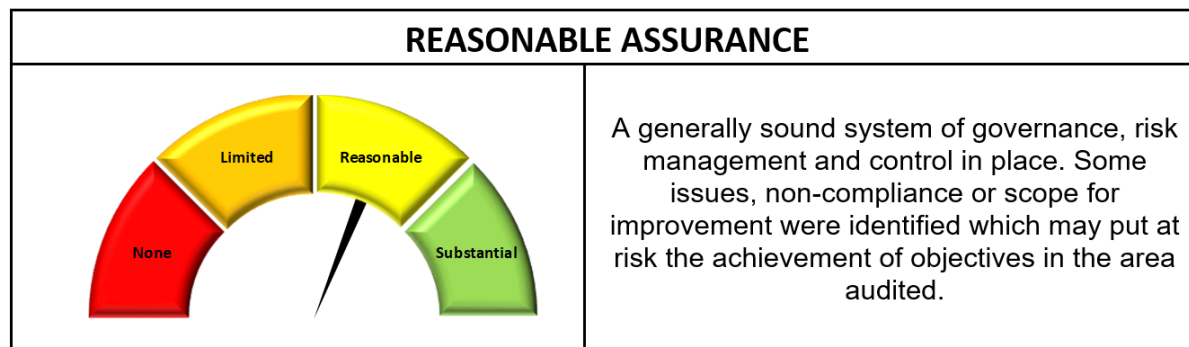 REASONABLE ASSURANCE
Limited
Reasonable
None
Substantial
A generally sound system of governance, risk
management and control in place. Some
issues, non-compliance or scope for
improvement were identified which may put at
risk the achievement of objectives in the area
audited.